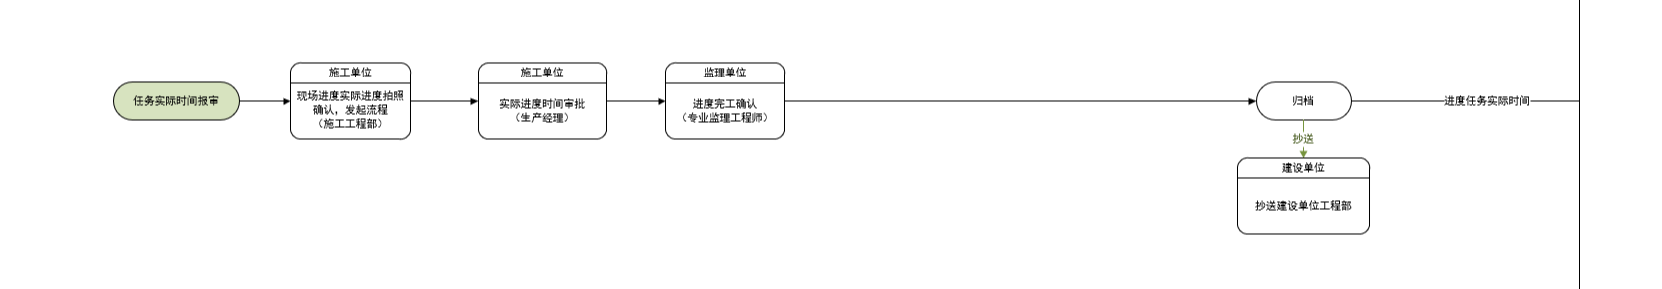 任务实际时间报审
施工单位
现场进度实际进度拍照
确认，发起流程
（施工工程部）
施工单位
实际进度时间审批
（生产经理）
监理单位
进度完工确认
（专业监理工程师）
归档
进度任务实际时间
抄送
建设单位
抄送建设单位工程部